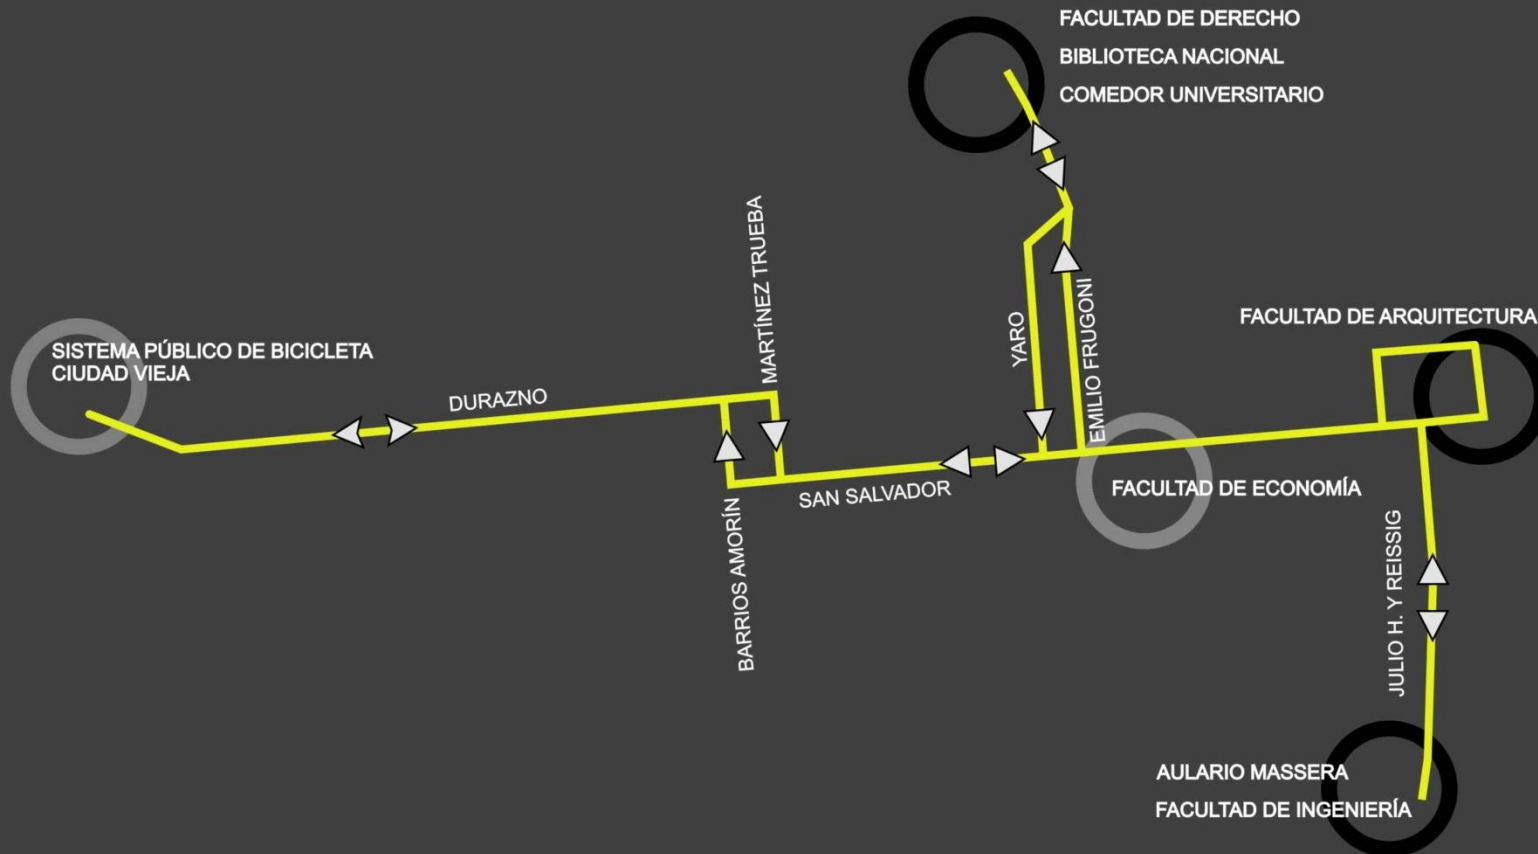 FACULTAD DE DERECHO
BIBLIOTECA NACIONAL
COMEDOR UNIVERSITARIO
MARTÍNEZ TRUEBA
YARO
EMILIO FRUGONI
FACULTAD DE ARQUITECTURA
SISTEMA PÚBLICO DE BICICLETA
CIUDAD VIEJA
DURAZNO
SAN SALVADOR
FACULTAD DE ECONOMÍA
BARRIOS AMORÍN
JULIO H. Y REISSIG
AULARIO MASSERA
FACULTAD DE INGENIERÍA